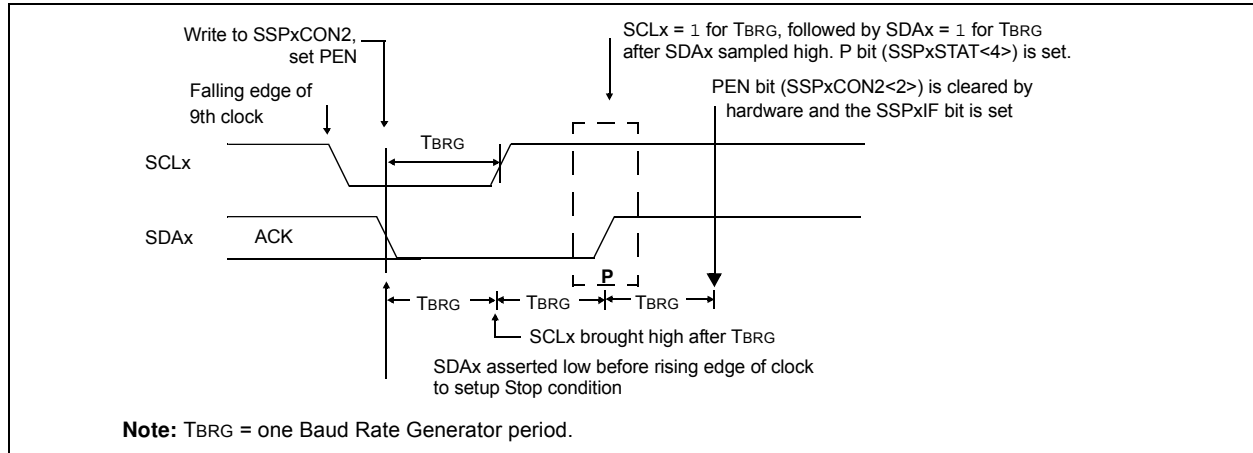 Write to SSPxCON2,
set PEN
SCLx = 1 for TBRG, followed by SDAx = 1 for TBRG
after SDAx sampled high. P bit (SSPxSTAT<4>) is set.
Falling edge of
9th clock
PEN bit (SSPxCON2<2>) is cleared by
hardware and the SSPxIF bit is set
TBRG
SCLx
SDAx
ACK
P
TBRG
TBRG
TBRG
SCLx brought high after TBRG
SDAx asserted low before rising edge of clock
to setup Stop condition
Note: TBRG = one Baud Rate Generator period.